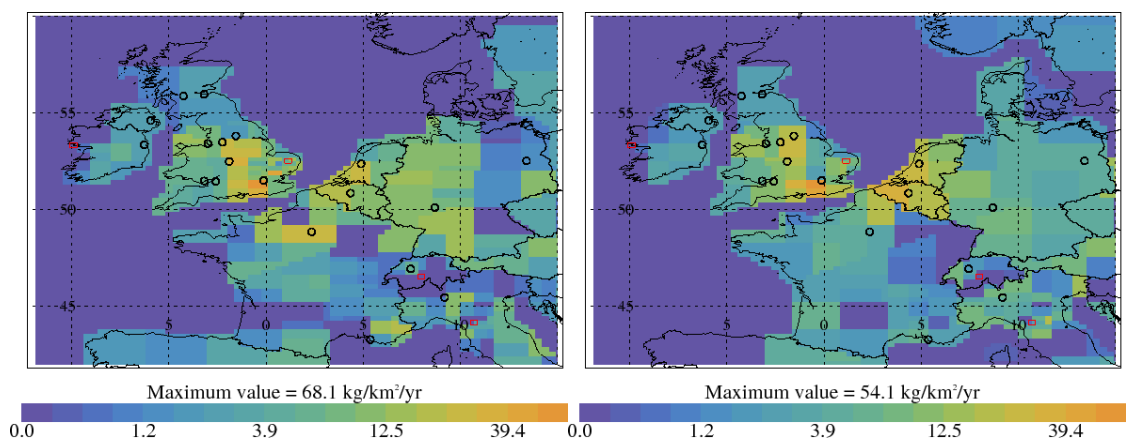 55 55
50 50
45 45
5 0 5 10 5 0 5 10
Maximum value = 68.1 kg/km²/yr Maximum value = 54.1 kg/km²/yr
0.0 1.2 3.9 12.5 39.4 0.0 1.2 3.9 12.5 39.4